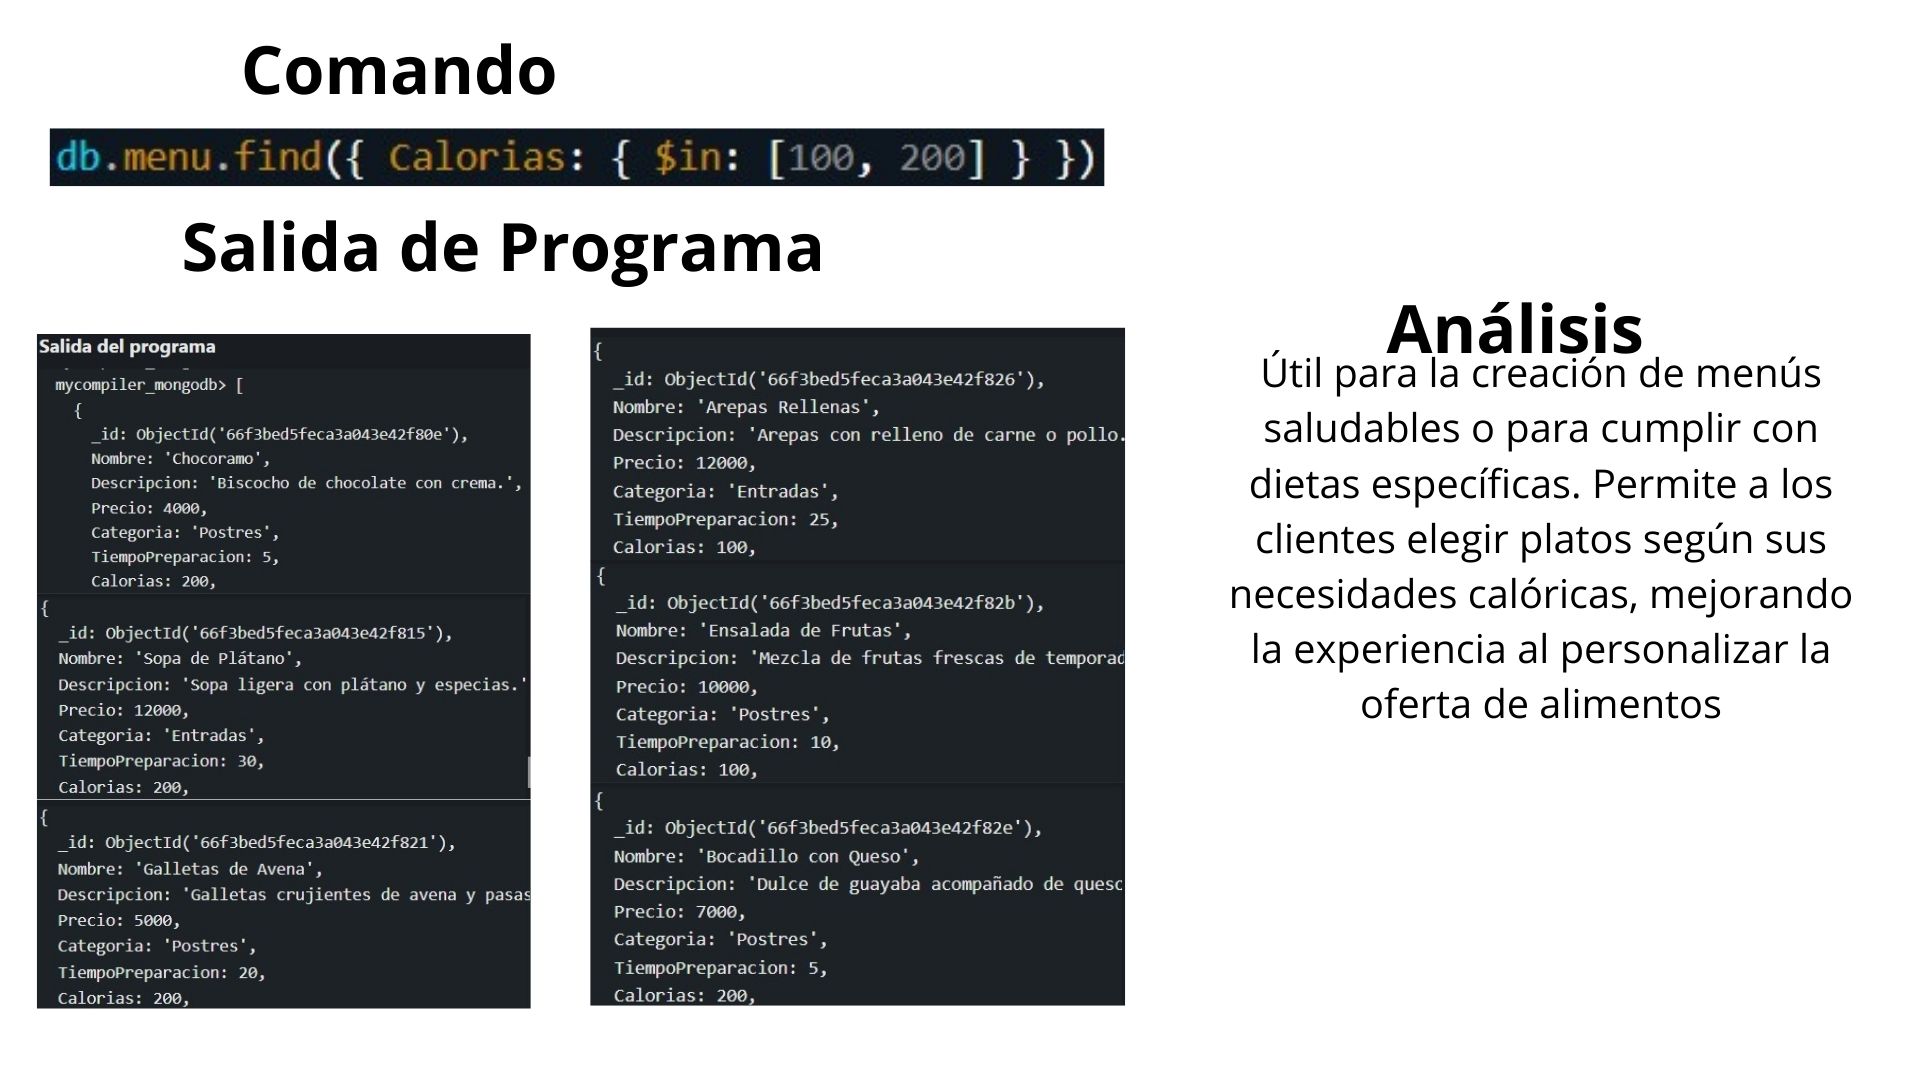 Comando
db.menu.find({ Calorias: { $in: [100, 200] } })
Salida de Programa
Salida del programa
mycompiler_mongodb> [
{
_id: ObjectId('66f3bed5feca3a043e42f80e'),
Nombre: 'Chocoramo',
Descripcion: 'Biscocho de chocolate con crema.',
Precio: 4000,
Categoria: 'Postres',
TiempoPreparacion: 5,
Calorias: 200,
{
_id: ObjectId('66f3bed5feca3a043e42f815'),
Nombre: 'Sopa de Plátano',
Descripcion: 'Sopa ligera con plátano y especias.'
Precio: 12000,
Categoria: 'Entradas',
TiempoPreparacion: 30,
Calorias: 200,
{
_id: ObjectId('66f3bed5feca3a043e42f821'),
Nombre: 'Galletas de Avena',
Descripcion: 'Galletas crujientes de avena y pasas
Precio: 5000,
Categoria: 'Postres',
TiempoPreparacion: 20,
Calorias: 200,
{
_id: ObjectId('66f3bed5feca3a043e42f826'),
Nombre: 'Arepas Rellenas',
Descripcion: 'Arepas con relleno de carne o pollo.
Precio: 12000,
Categoria: 'Entradas',
TiempoPreparacion: 25,
Calorias: 100,
{
_id: ObjectId('66f3bed5feca3a043e42f82b'),
Nombre: 'Ensalada de Frutas',
Descripcion: 'Mezcla de frutas frescas de temporad
Precio: 10000,
Categoria: 'Postres',
TiempoPreparacion: 10,
Calorias: 100,
{
_id: ObjectId('66f3bed5feca3a043e42f82e'),
Nombre: 'Bocadillo con Queso',
Descripcion: 'Dulce de guayaba acompañado de queso
Precio: 7000,
Categoria: 'Postres',
TiempoPreparacion: 5,
Calorias: 200,
Análisis
Útil para la creación de menús
saludables o para cumplir con
dietas específicas. Permite a los
clientes elegir platos según sus
necesidades calóricas, mejorando
la experiencia al personalizar la
oferta de alimentos